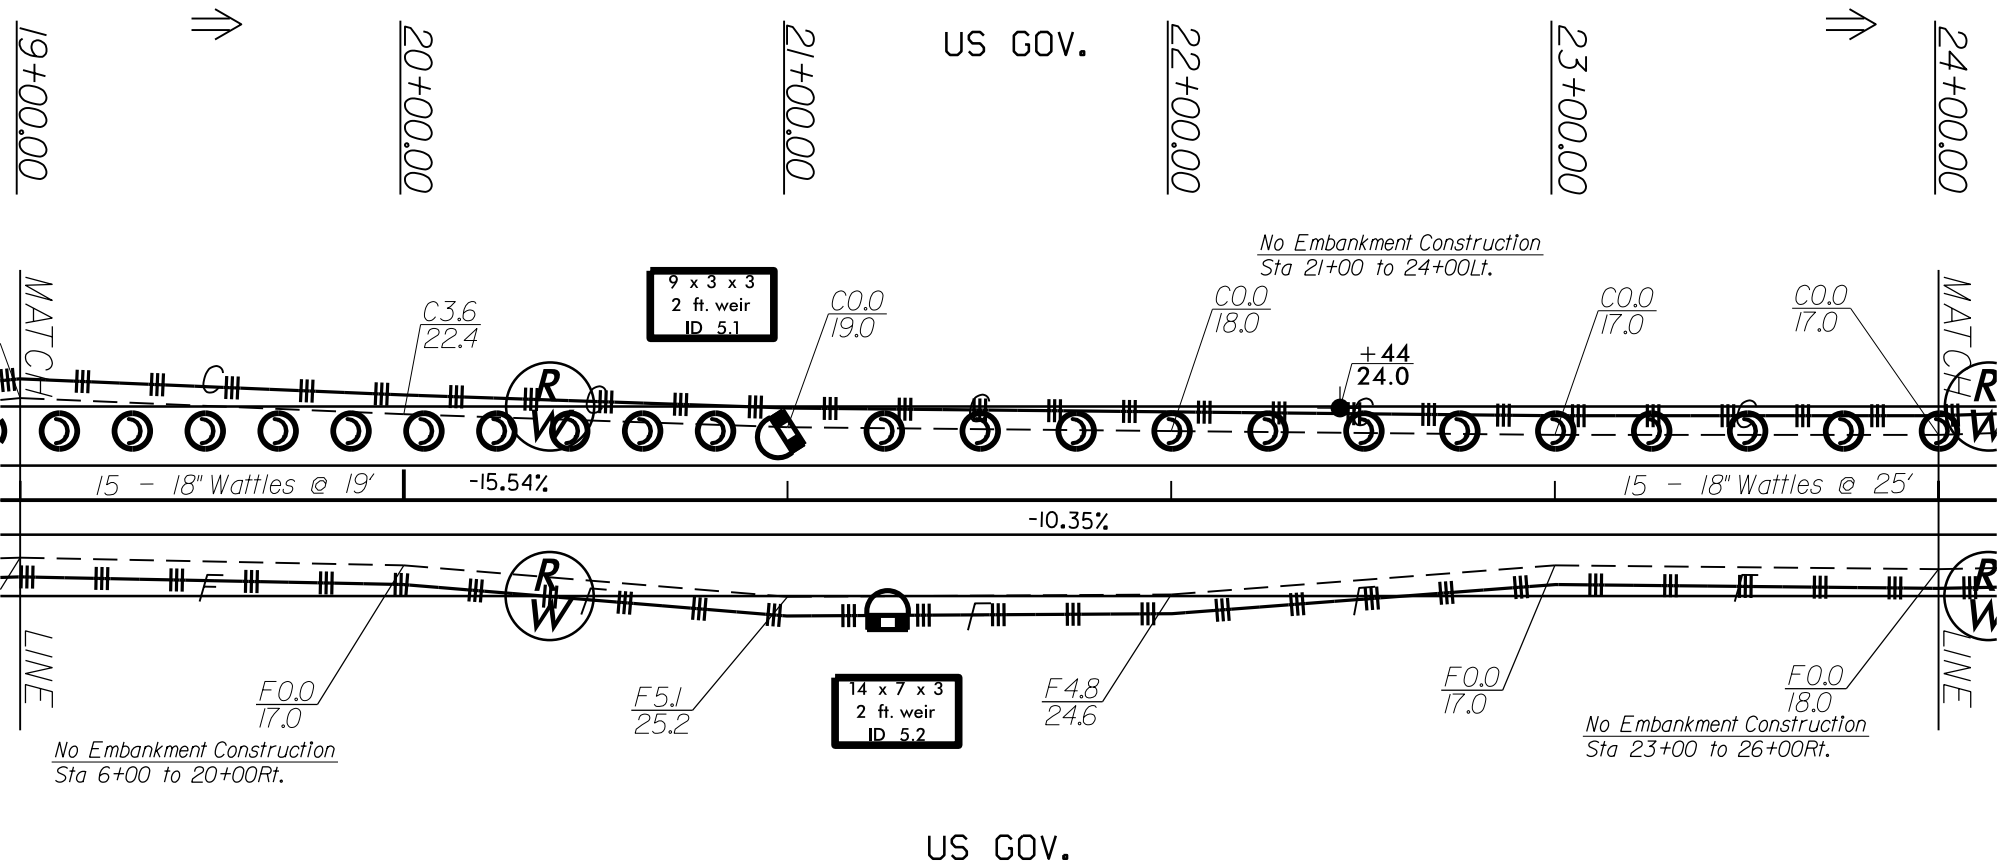 19+00.00
20+00.00
21+00.00
22+00.00
23+00.00
24+00.00
US GOV.
No Embankment Construction
Sta 21+00 to 24+00Lt.
9 x 3 x 3
2 ft. weir
ID 5.1
C3.6
22.4
C0.0
19.0
C0.0
18.0
+44
24.0
C0.0
17.0
C0.0
17.0
MATCH LINE
MATCH LINE
C
C
C
C
C
R
W
R
W
15 - 18" Wattles @ 19'
-15.54%
15 - 18" Wattles @ 25'
-10.35%
R
W
R
W
F
F
F
F
F
F0.0
17.0
F5.1
25.2
14 x 7 x 3
2 ft. weir
ID 5.2
F4.8
24.6
F0.0
17.0
F0.0
18.0
No Embankment Construction
Sta 6+00 to 20+00Rt.
No Embankment Construction
Sta 23+00 to 26+00Rt.
US GOV.